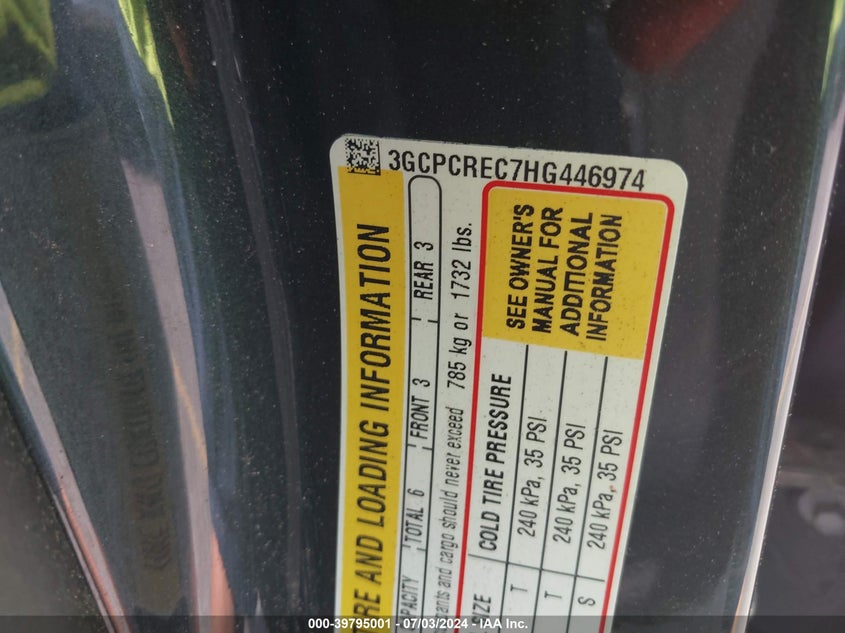 3GCPCREC7HG446974
AND LOADING INFORMATION
TOTAL 6 FRONT 3 REAR 3
and cargo should never exceed 785 kg or 1732 lbs.
COLD TIRE PRESSURE
SEE OWNER'S
MANUAL FOR
ADDITIONAL
INFORMATION
T 240 kPa, 35 PSI
T 240 kPa, 35 PSI
S 240 kPa, 35 PSI
000-39795001 - 07/03/2024 - IAA Inc.